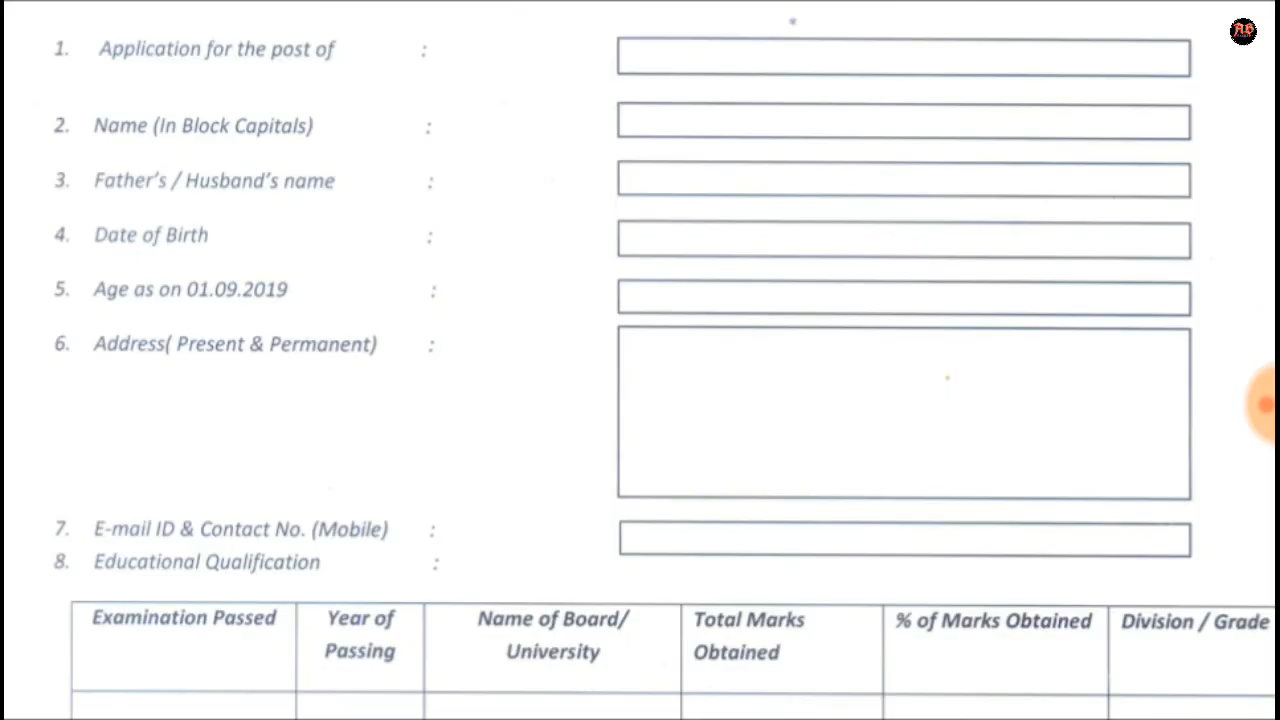 1. Application for the post of :
2. Name (In Block Capitals) :
3. Father's / Husband's name :
4. Date of Birth :
5. Age as on 01.09.2019 :
6. Address( Present & Permanent) :
7. E-mail ID & Contact No. (Mobile) :
8. Educational Qualification :
Examination Passed Year of Name of Board/ Total Marks % of Marks Obtained Division / Grade
Passing University Obtained
AB